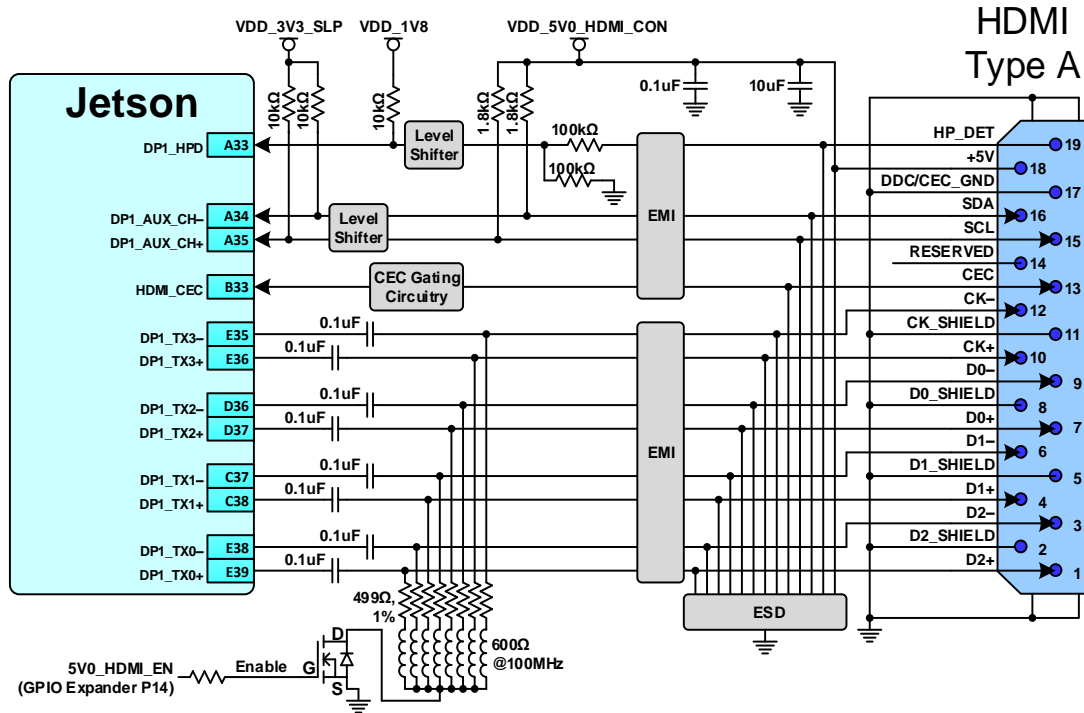 HDMI
Type A
VDD_3V3_SLP
VDD_1V8
VDD_5V0_HDMI_CON
Jetson
10kΩ
10kΩ
10kΩ
1.8kΩ
1.8kΩ
0.1uF
10uF
DP1_HPD
A33
Level
Shifter
100kΩ
100kΩ
EMI
HP_DET
19
+5V
18
DDC/CEC_GND
17
DP1_AUX_CH–
A34
Level
Shifter
SDA
16
DP1_AUX_CH+
A35
SCL
15
RESERVED
14
HDMI_CEC
B33
CEC Gating
Circuitry
CEC
13
CK–
12
DP1_TX3–
E35
0.1uF
CK_SHIELD
11
DP1_TX3+
E36
0.1uF
CK+
10
D0–
9
DP1_TX2–
D36
0.1uF
D0_SHIELD
8
DP1_TX2+
D37
0.1uF
D0+
7
EMI
D1–
6
DP1_TX1–
C37
0.1uF
D1_SHIELD
5
DP1_TX1+
C38
0.1uF
D1+
4
D2–
3
DP1_TX0–
E38
0.1uF
D2_SHIELD
2
DP1_TX0+
E39
0.1uF
D2+
1
499Ω,
1%
600Ω
@100MHz
ESD
5V0_HDMI_EN
(GPIO Expander P14)
Enable
D
G
S